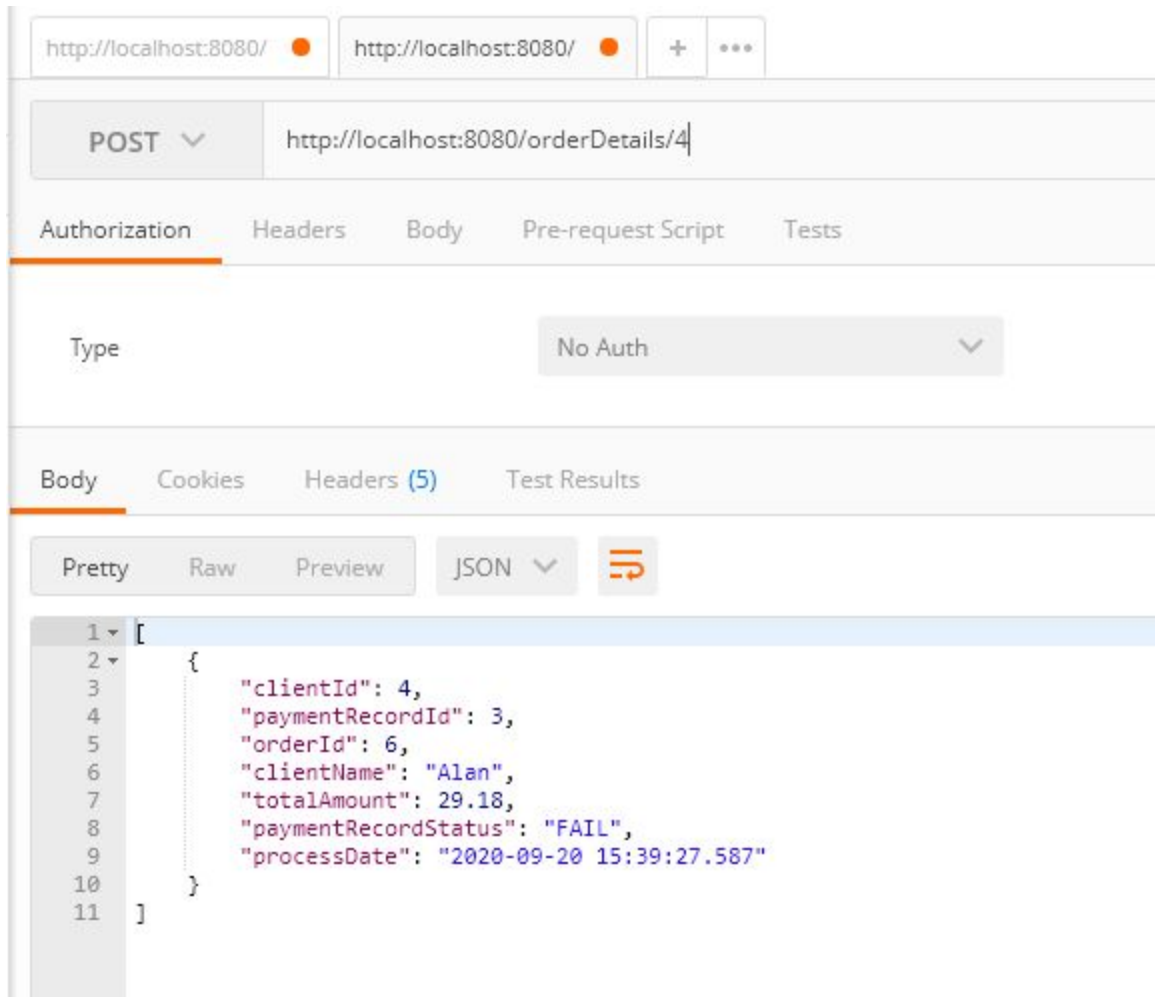 http://localhost:8080/ http://localhost:8080/ + •••
POST http://localhost:8080/orderDetails/4
Authorization Headers Body Pre-request Script Tests
Type No Auth
Body Cookies Headers (5) Test Results
Pretty Raw Preview JSON
1 [
2 {
3 "clientId": 4,
4 "paymentRecordId": 3,
5 "orderId": 6,
6 "clientName": "Alan",
7 "totalAmount": 29.18,
8 "paymentRecordStatus": "FAIL",
9 "processDate": "2020-09-20 15:39:27.587"
10 }
11 ]